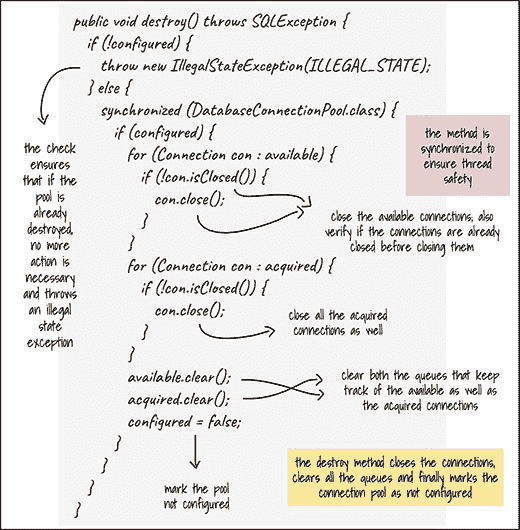 public void destroy() throws SQLException {
if (!configured) {
throw new IllegalStateException(ILLEGAL_STATE);
} else {
synchronized (DatabaseConnectionPool.class) {
if (configured) {
for (Connection con : available) {
if (!con.isClosed()) {
con.close();
}
}
for (Connection con : acquired) {
if (!con.isClosed()) {
con.close();
}
}
available.clear();
acquired.clear();
configured = false;
}
}
}
}
the check
ensures
that if the
pool is
already
destroyed,
no more
action is
necessary
and throws
an illegal
state
exception
the method is
synchronized to
ensure thread
safety
close the available connections; also
verify if the connections are already
closed before closing them
close all the acquired
connections as well
clear both the queues that keep
track of the available as well as
the acquired connections
mark the pool
not configured
the destroy method closes the connections,
clears all the queues and finally marks the
connection pool as not configured